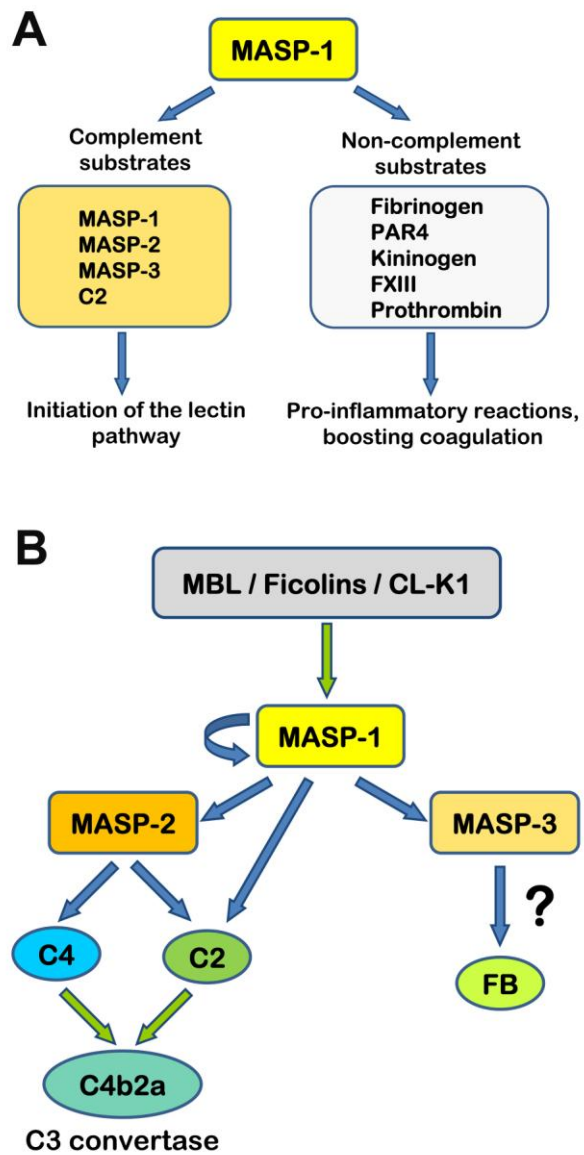 A
MASP-1
Complement
substrates
Non-complement
substrates
MASP-1
MASP-2
MASP-3
C2
Fibrinogen
PAR4
Kininogen
FXIII
Prothrombin
Initiation of the lectin
pathway
Pro-inflammatory reactions,
boosting coagulation
B
MBL / Ficolins / CL-K1
MASP-1
MASP-2
MASP-3
?
C4
C2
FB
C4b2a
C3 convertase